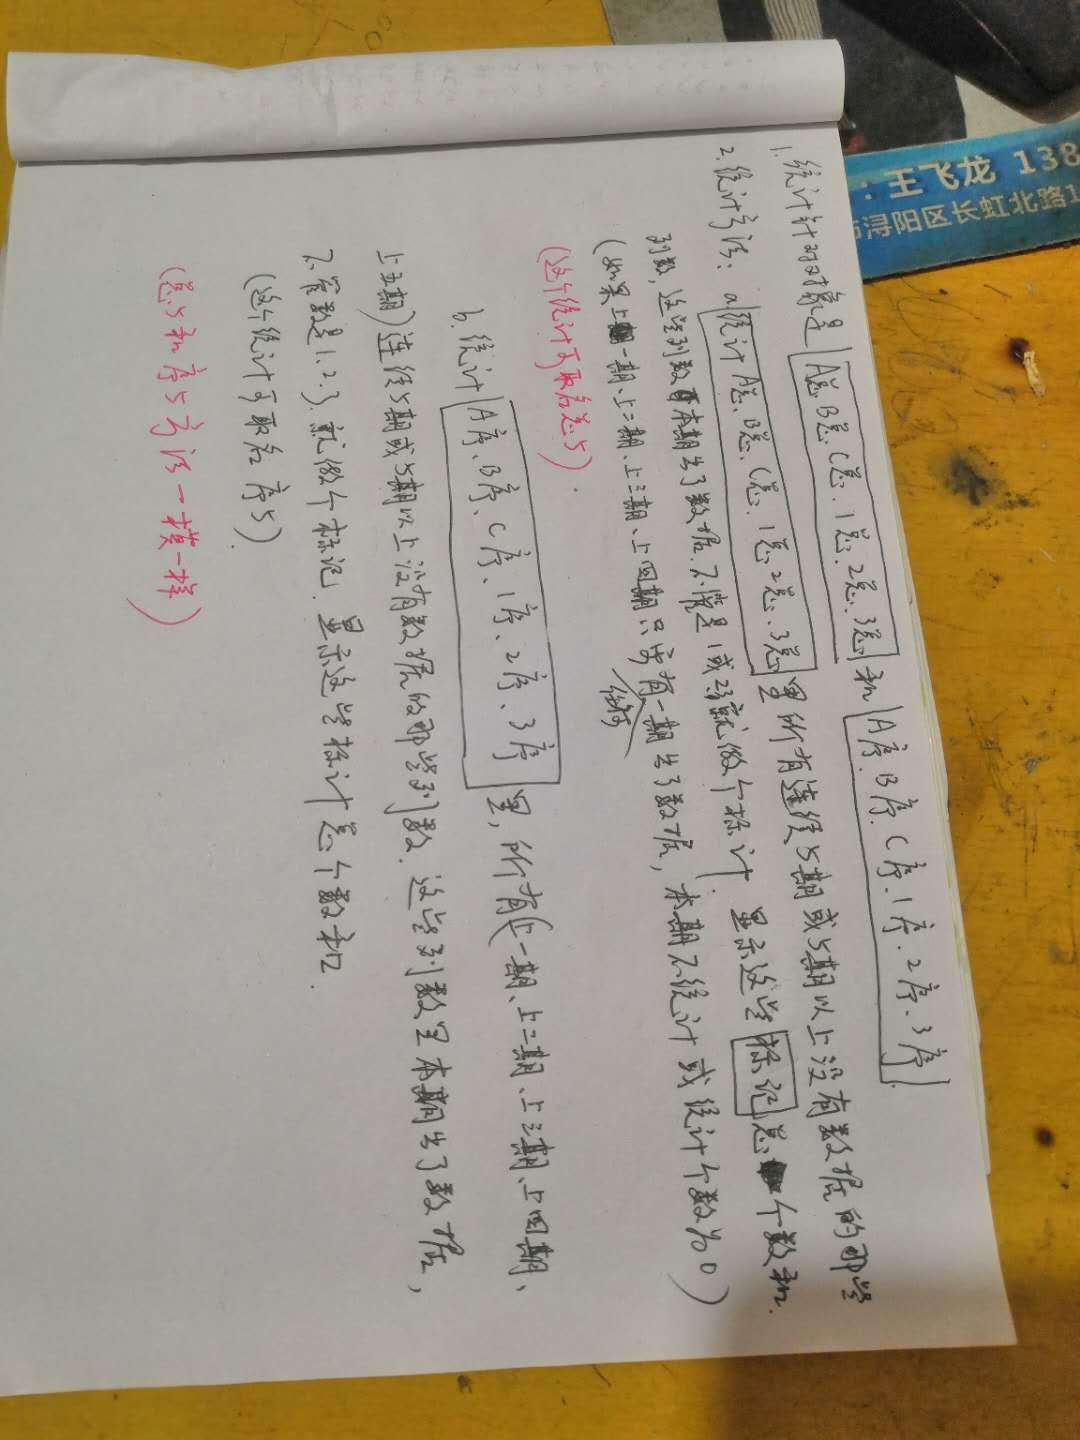 1.统计针对对象是 A总.B总.C总.1总.2总.3总 和 A序.B序.C序.1序.2序.3序.
2.统计方法: a.统计A总、B总、C总、1总、2总、3总 里所有连续5期或5期以上没有数据的那些
列数,这些列数本期出了数据不管是1或2.3就做个标计.显示这些标记总个数和.
(如果上一期、上二期、上三期、上四期只要有任何一期出了数据,本期不统计或统计个数为0)
(这个统计可取名总5).
b.统计 A序、B序、C序、1序、2序、3序 里,所有(上一期、上二期、上三期、上四期、
上五期)连续5期或5期以上没有数据的那些列数.这些列数里本期出了数据,
不管数是1.2.3.就做个标记.显示这些标计总个数和.
(这个统计可取名序5).
(总5和序5方法一模一样)
:王飞龙 138
市浔阳区长虹北路1